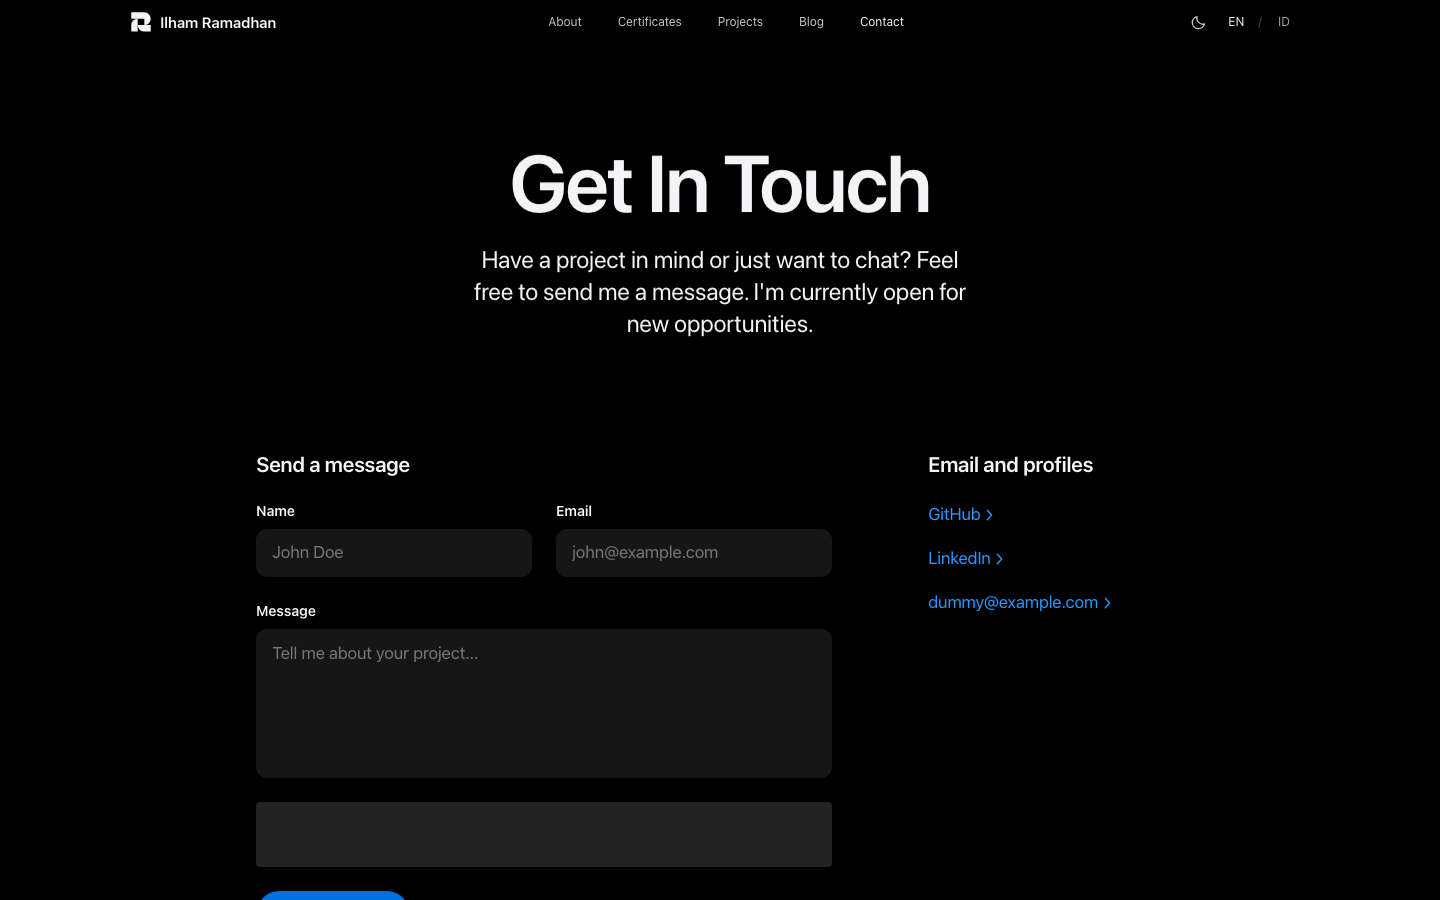 Ilham Ramadhan
About
Certificates
Projects
Blog
Contact
EN / ID
Get In Touch
Have a project in mind or just want to chat? Feel
free to send me a message. I'm currently open for
new opportunities.
Send a message
Name
Email
John Doe
john@example.com
Message
Tell me about your project...
Email and profiles
GitHub
LinkedIn
dummy@example.com